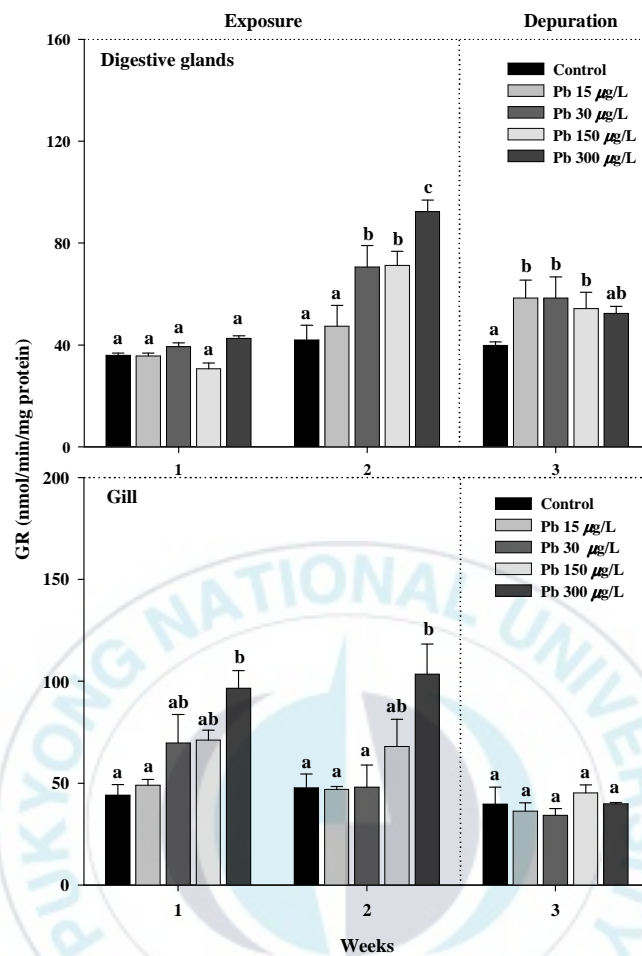 Exposure Depuration
160
Digestive glands
Control
Pb 15 μg/L
Pb 30 μg/L
Pb 150 μg/L
Pb 300 μg/L
120
c
b b
80
a a
b b b ab
a
a a a a a
40
0
1 2 3
GR (nmol/min/mg protein)
200
Gill
Control
Pb 15 μg/L
Pb 30 μg/L
Pb 150 μg/L
Pb 300 μg/L
150
b b
100
ab ab ab
a a a a a
50
a a a a a
0
1 2 3
Weeks
PUKYONG NATIONAL UNIVERSITY